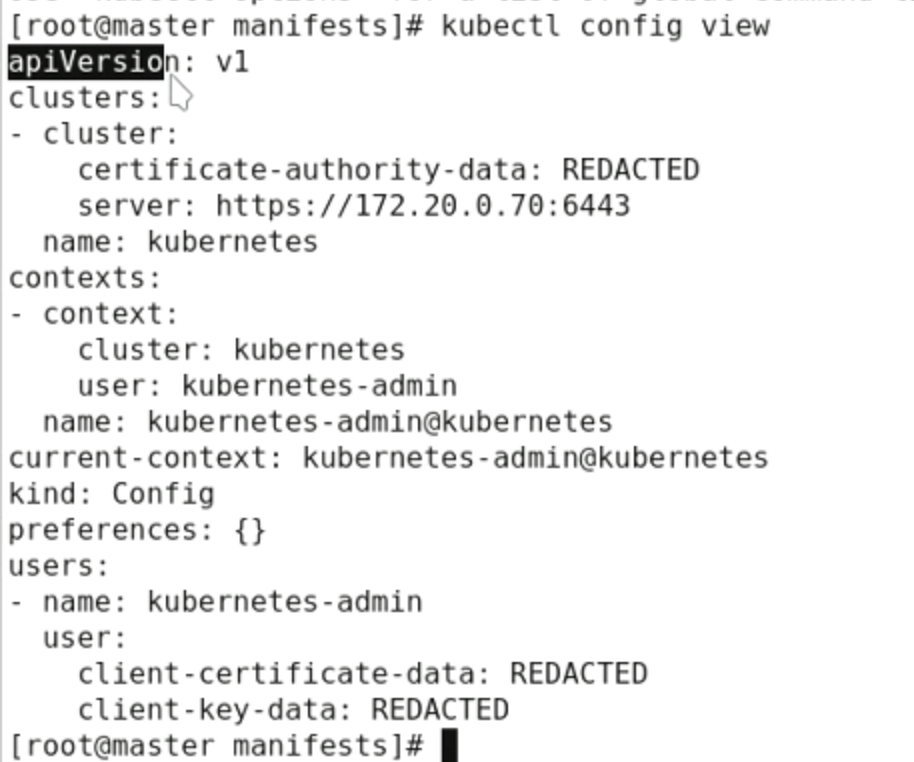 [root@master manifests]# kubectl config view
apiVersion: v1
clusters:
- cluster:
    certificate-authority-data: REDACTED
    server: https://172.20.0.70:6443
  name: kubernetes
contexts:
- context:
    cluster: kubernetes
    user: kubernetes-admin
  name: kubernetes-admin@kubernetes
current-context: kubernetes-admin@kubernetes
kind: Config
preferences: {}
users:
- name: kubernetes-admin
  user:
    client-certificate-data: REDACTED
    client-key-data: REDACTED
[root@master manifests]#